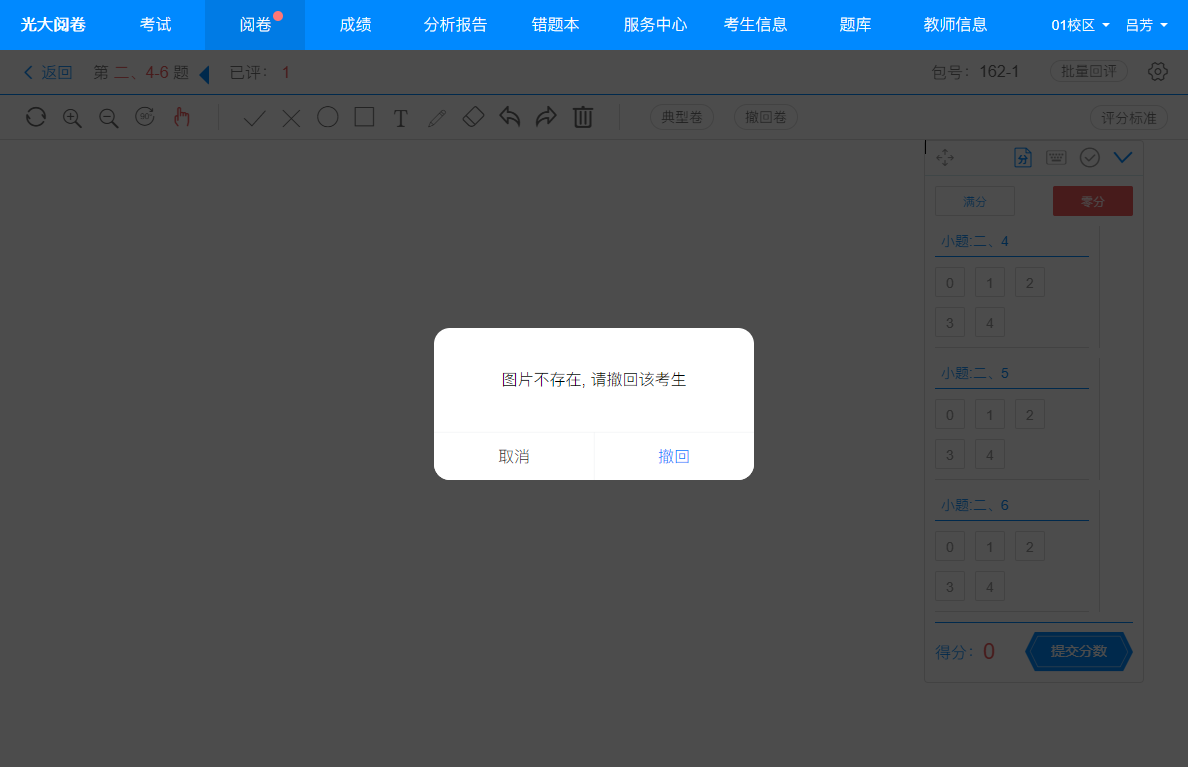 光大阅卷 考试 阅卷 成绩 分析报告 错题本 服务中心 考生信息 题库 教师信息 01校区 吕芳
返回 第 二、4-6 题 已评： 1 包号：162-1 批量回评
90° T 典型卷 撤回卷 评分标准
分
满分 零分
小题:二、4
0 1 2
3 4
小题:二、5
0 1 2
3 4
小题:二、6
0 1 2
3 4
得分：0 提交分数
图片不存在, 请撤回该考生
取消 撤回